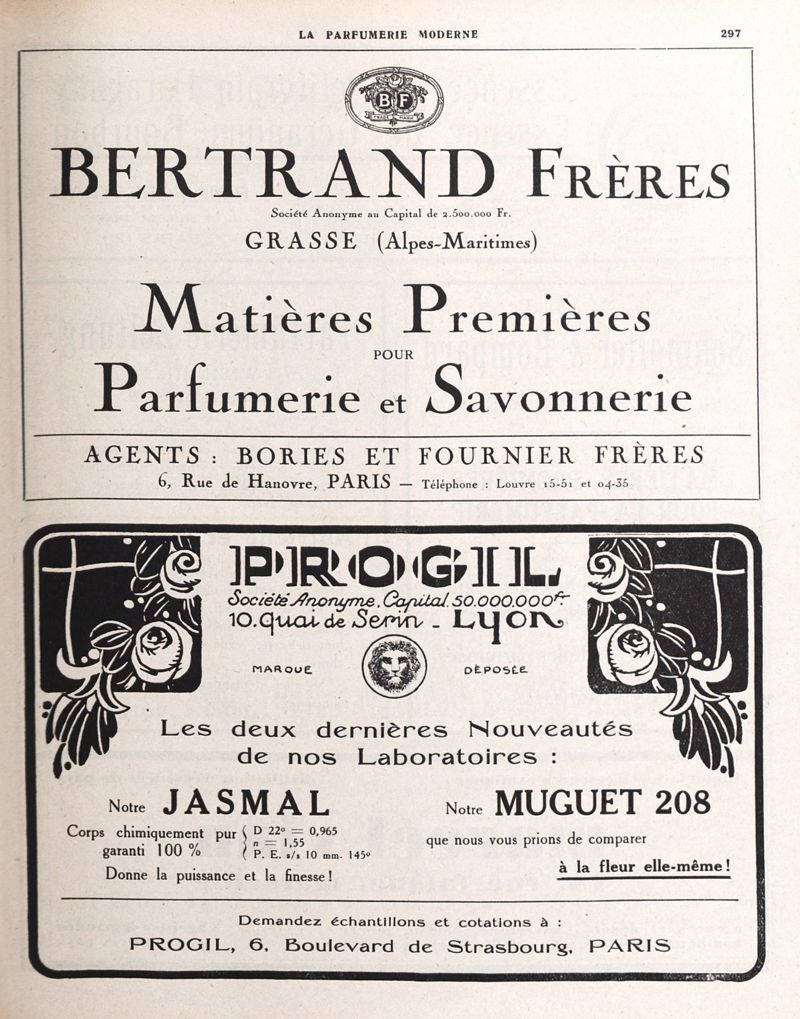 LA PARFUMERIE MODERNE
297
B F
TRADE MARK
BERTRAND FRÈRES
Société Anonyme au Capital de 2.500.000 Fr.
GRASSE (Alpes-Maritimes)
Matières Premières
POUR
Parfumerie et Savonnerie
AGENTS : BORIES ET FOURNIER FRÈRES
6, Rue de Hanovre, PARIS — Téléphone : Louvre 15-51 et 04-35
PROGIL
Société Anonyme. Capital. 50.000.000 fr.
10. quai de Serin - Lyon
MARQUE DÉPOSÉE
Les deux dernières Nouveautés
de nos Laboratoires :
Notre JASMAL
Corps chimiquement pur
garanti 100 %
D 22° = 0,965
n = 1,55
P. E. s/s 10 mm. 145°
Donne la puissance et la finesse !
Notre MUGUET 208
que nous vous prions de comparer
à la fleur elle-même !
Demandez échantillons et cotations à :
PROGIL, 6, Boulevard de Strasbourg, PARIS